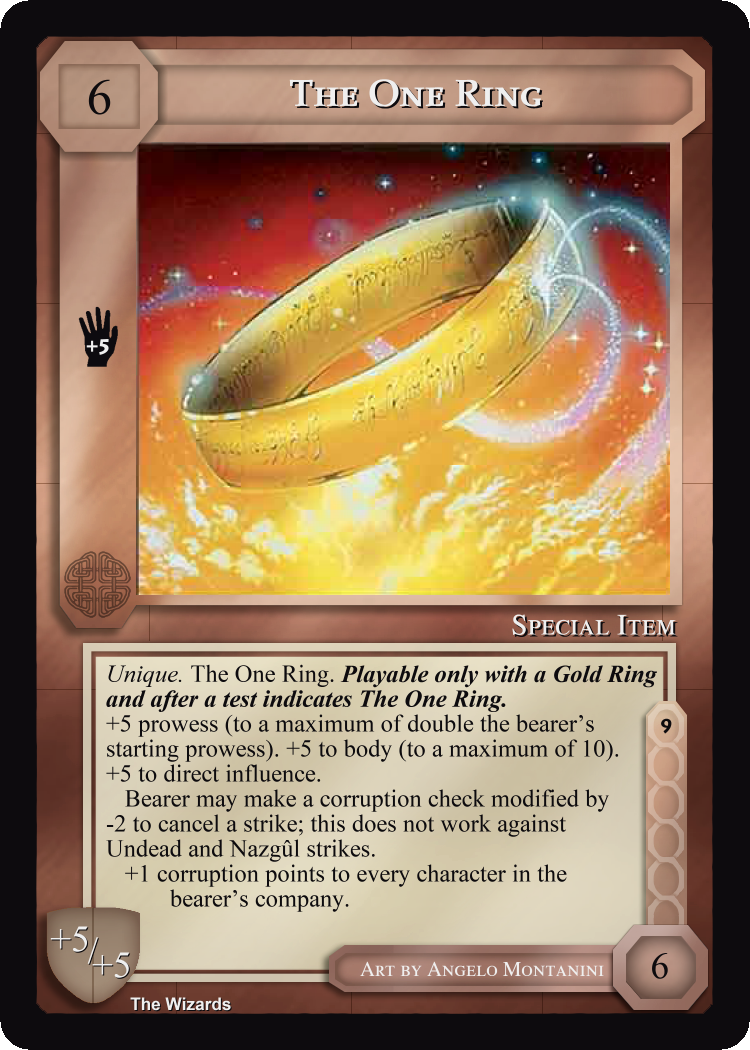 6
The One Ring
+5
Special Item
Unique. The One Ring. Playable only with a Gold Ring
and after a test indicates The One Ring.
+5 prowess (to a maximum of double the bearer's
starting prowess). +5 to body (to a maximum of 10).
+5 to direct influence.
Bearer may make a corruption check modified by
-2 to cancel a strike; this does not work against
Undead and Nazgûl strikes.
+1 corruption points to every character in the
bearer's company.
9
+5/+5
Art by Angelo Montanini
6
The Wizards